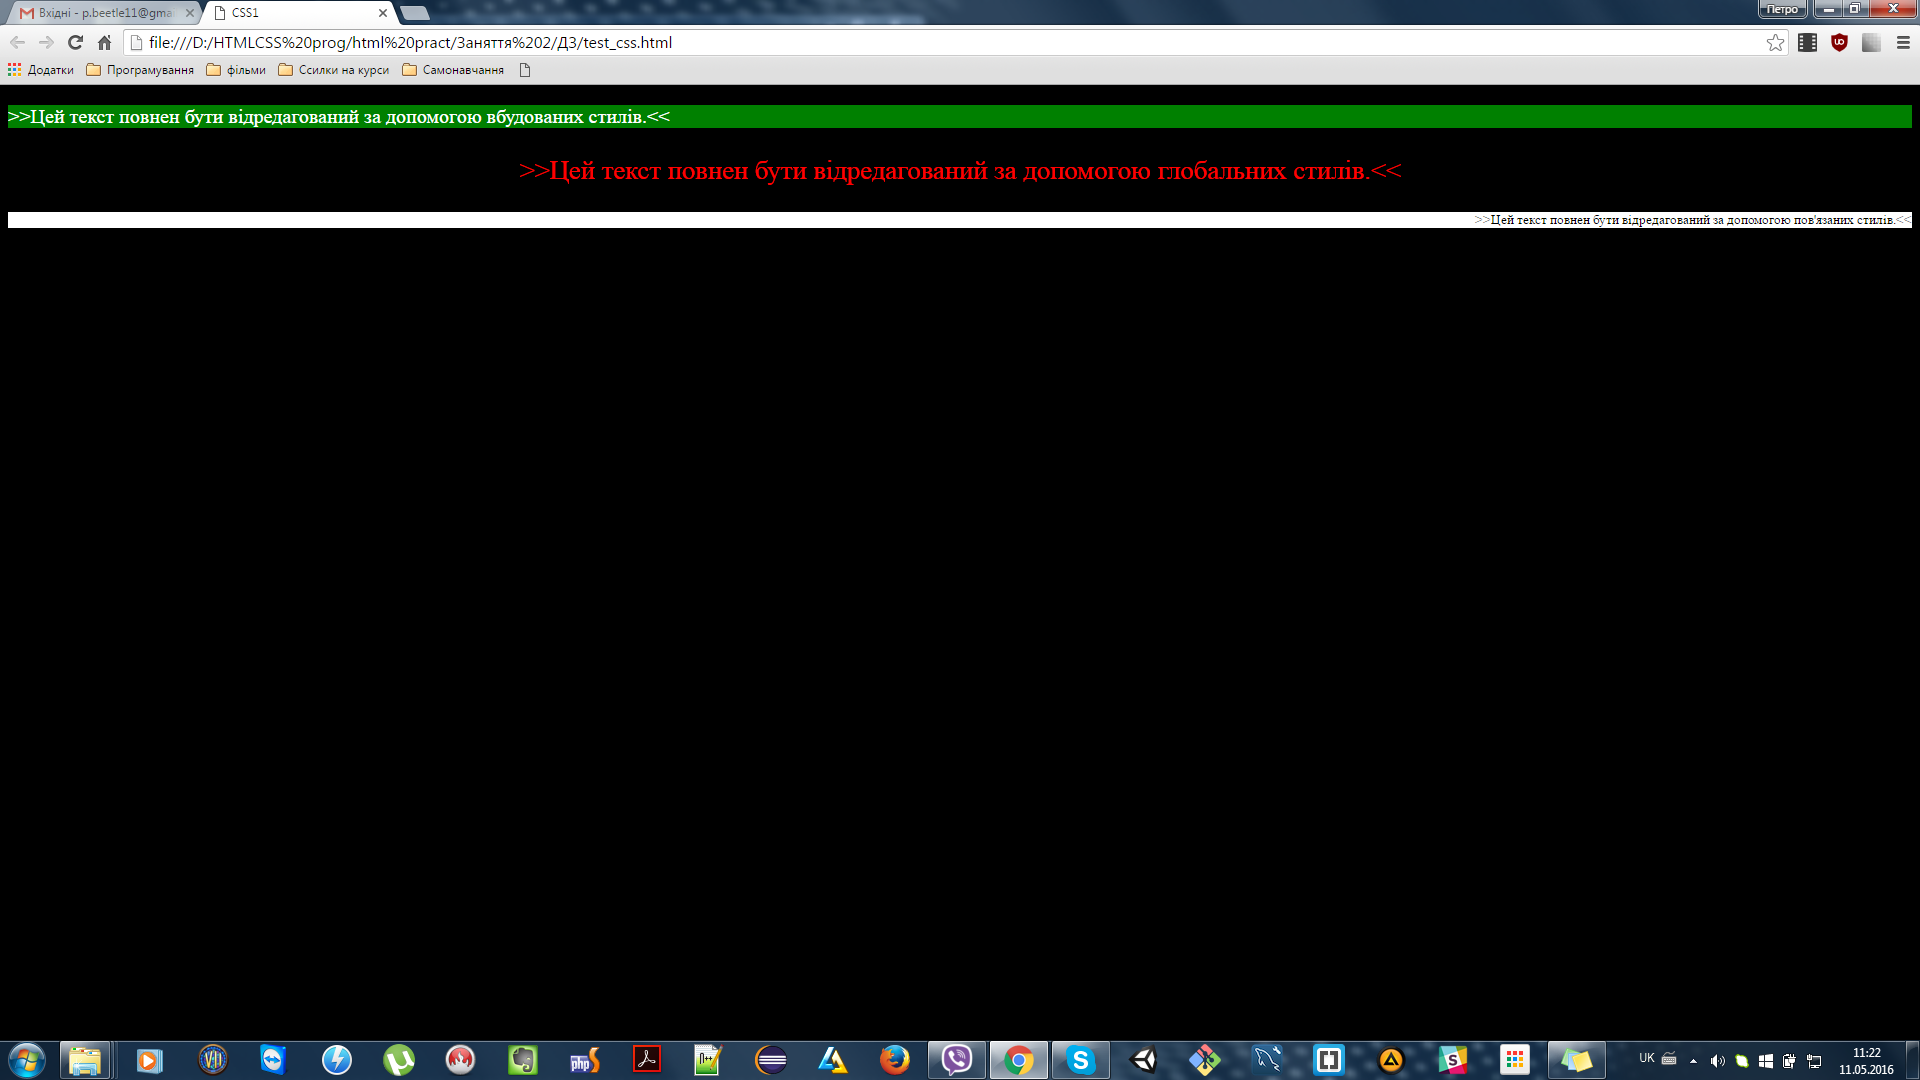 Вхідні - p.beetle11@gma
CSS1
Петро
file:///D:/HTMLCSS%20prog/html%20pract/Заняття%202/ДЗ/test_css.html
Додатки
Програмування
фільми
Ссилки на курси
Самонавчання
>>Цей текст повнен бути відредагований за допомогою вбудованих стилів.<<
>>Цей текст повнен бути відредагований за допомогою глобальних стилів.<<
>>Цей текст повнен бути відредагований за допомогою пов'язаних стилів.<<
UK
11:22
11.05.2016